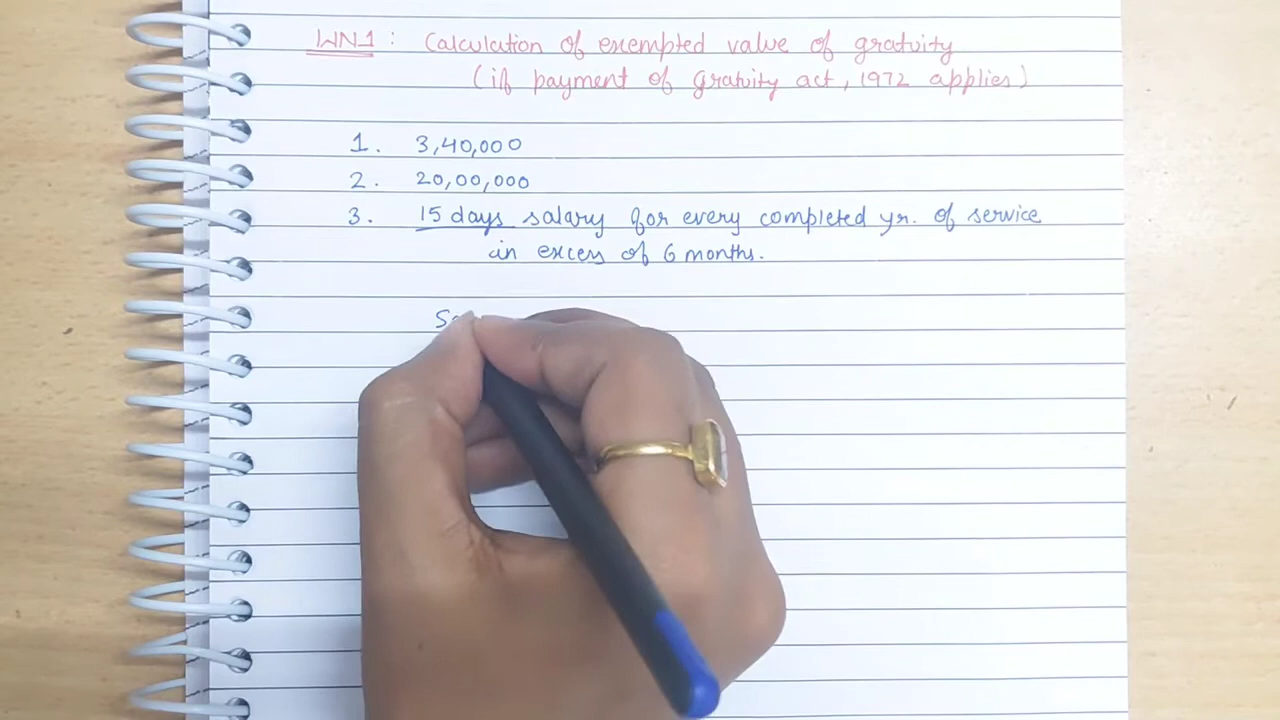 WN1 : Calculation of exempted value of gratuity
(if payment of gratuity act, 1972 applies)
1. 3,40,000
2. 20,00,000
3. 15 days salary for every completed yr. of service
in excess of 6 months.